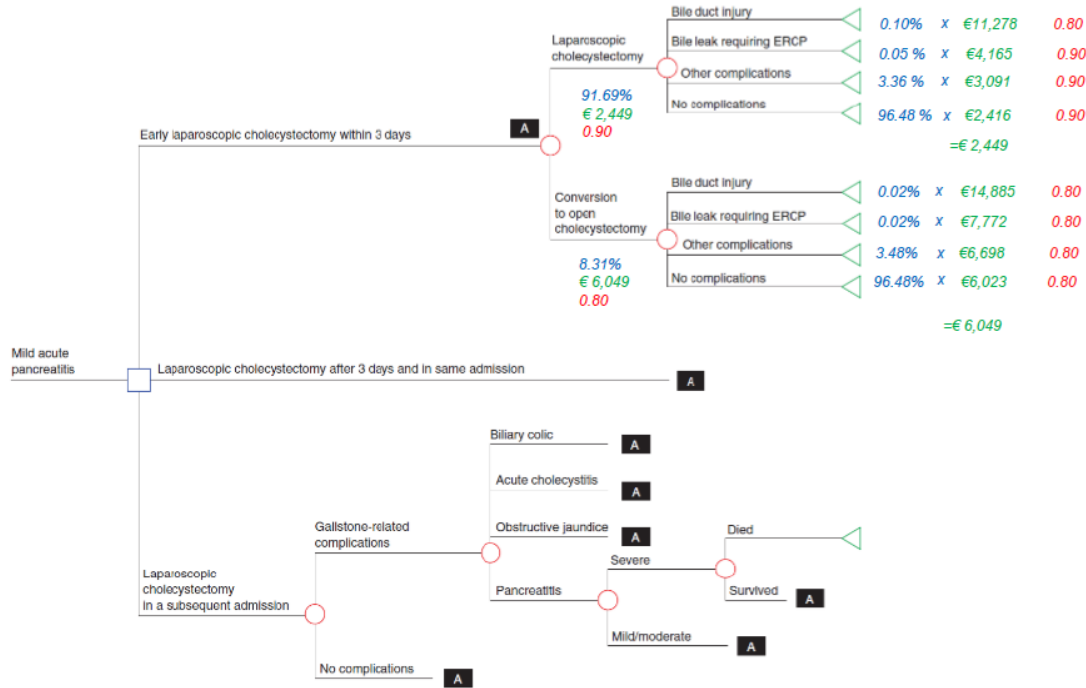 Bile duct injury
0.10% x €11,278 0.80
Laparoscopic
cholecystectomy
Bile leak requiring ERCP
0.05 % x €4,165 0.90
Other complications
3.36 % x €3,091 0.90
91.69%
€ 2,449
0.90
No complications
96.48 % x €2,416 0.90
=€ 2,449
Early laparoscopic cholecystectomy within 3 days
A
Conversion
to open
cholecystectomy
Bile duct injury
0.02% x €14,885 0.80
Bile leak requiring ERCP
0.02% x €7,772 0.80
Other complications
3.48% x €6,698 0.80
8.31%
€ 6,049
0.80
No complications
96.48% x €6,023 0.80
=€ 6,049
Mild acute
pancreatitis
Laparoscopic cholecystectomy after 3 days and in same admission
A
Biliary colic
A
Acute cholecystitis
A
Gallstone-related
complications
Obstructive jaundice
A
Died
Severe
Laparoscopic
cholecystectomy
in a subsequent admission
Pancreatitis
Survived
A
Mild/moderate
A
No complications
A